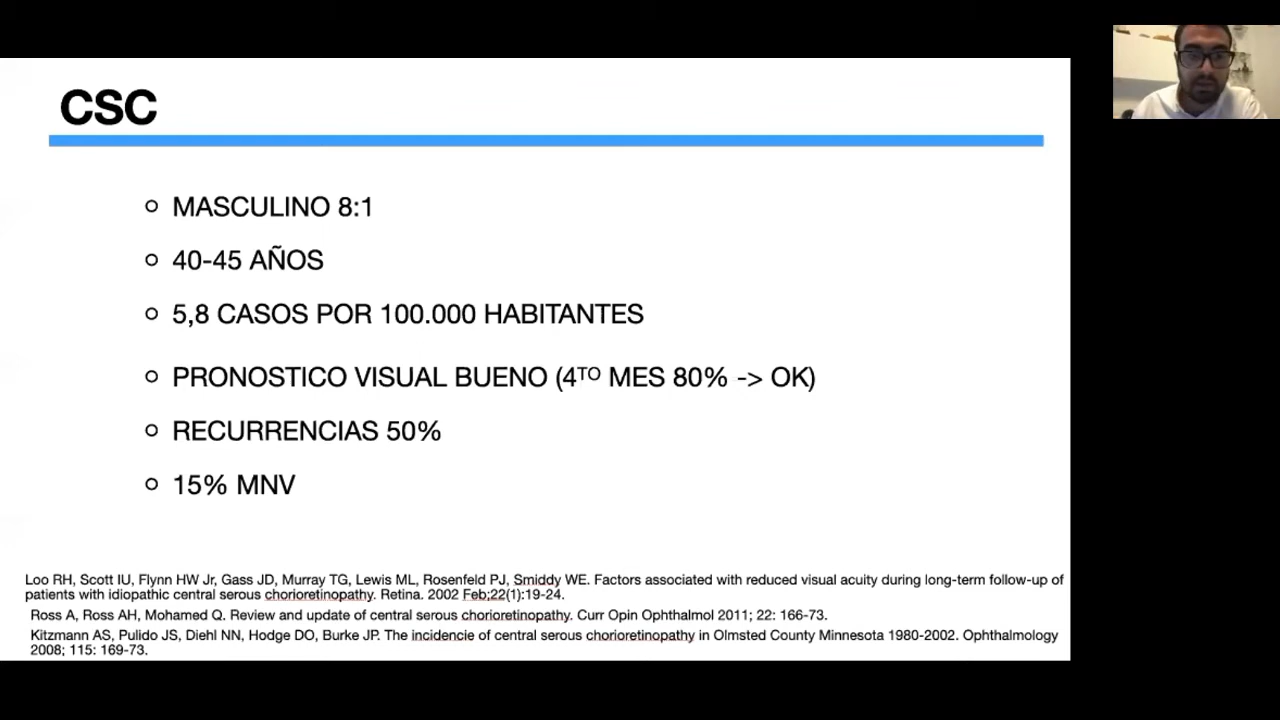 CSC
MASCULINO 8:1
40-45 AÑOS
5,8 CASOS POR 100.000 HABITANTES
PRONOSTICO VISUAL BUENO (4TO MES 80% -> OK)
RECURRENCIAS 50%
15% MNV
Loo RH, Scott IU, Flynn HW Jr, Gass JD, Murray TG, Lewis ML, Rosenfeld PJ, Smiddy WE. Factors associated with reduced visual acuity during long-term follow-up of
patients with idiopathic central serous chorioretinopathy. Retina. 2002 Feb;22(1):19-24.
Ross A, Ross AH, Mohamed Q. Review and update of central serous chorioretinopathy. Curr Opin Ophthalmol 2011; 22: 166-73.
Kitzmann AS, Pulido JS, Diehl NN, Hodge DO, Burke JP. The incidencie of central serous chorioretinopathy in Olmsted County Minnesota 1980-2002. Ophthalmology
2008; 115: 169-73.